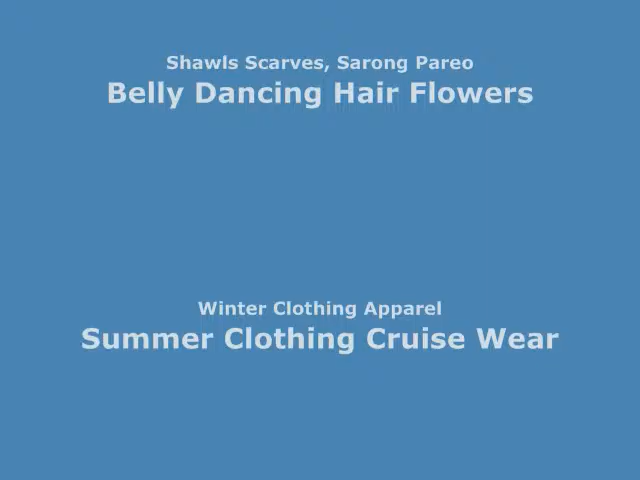 Shawls Scarves, Sarong Pareo
Belly Dancing Hair Flowers
Winter Clothing Apparel
Summer Clothing Cruise Wear